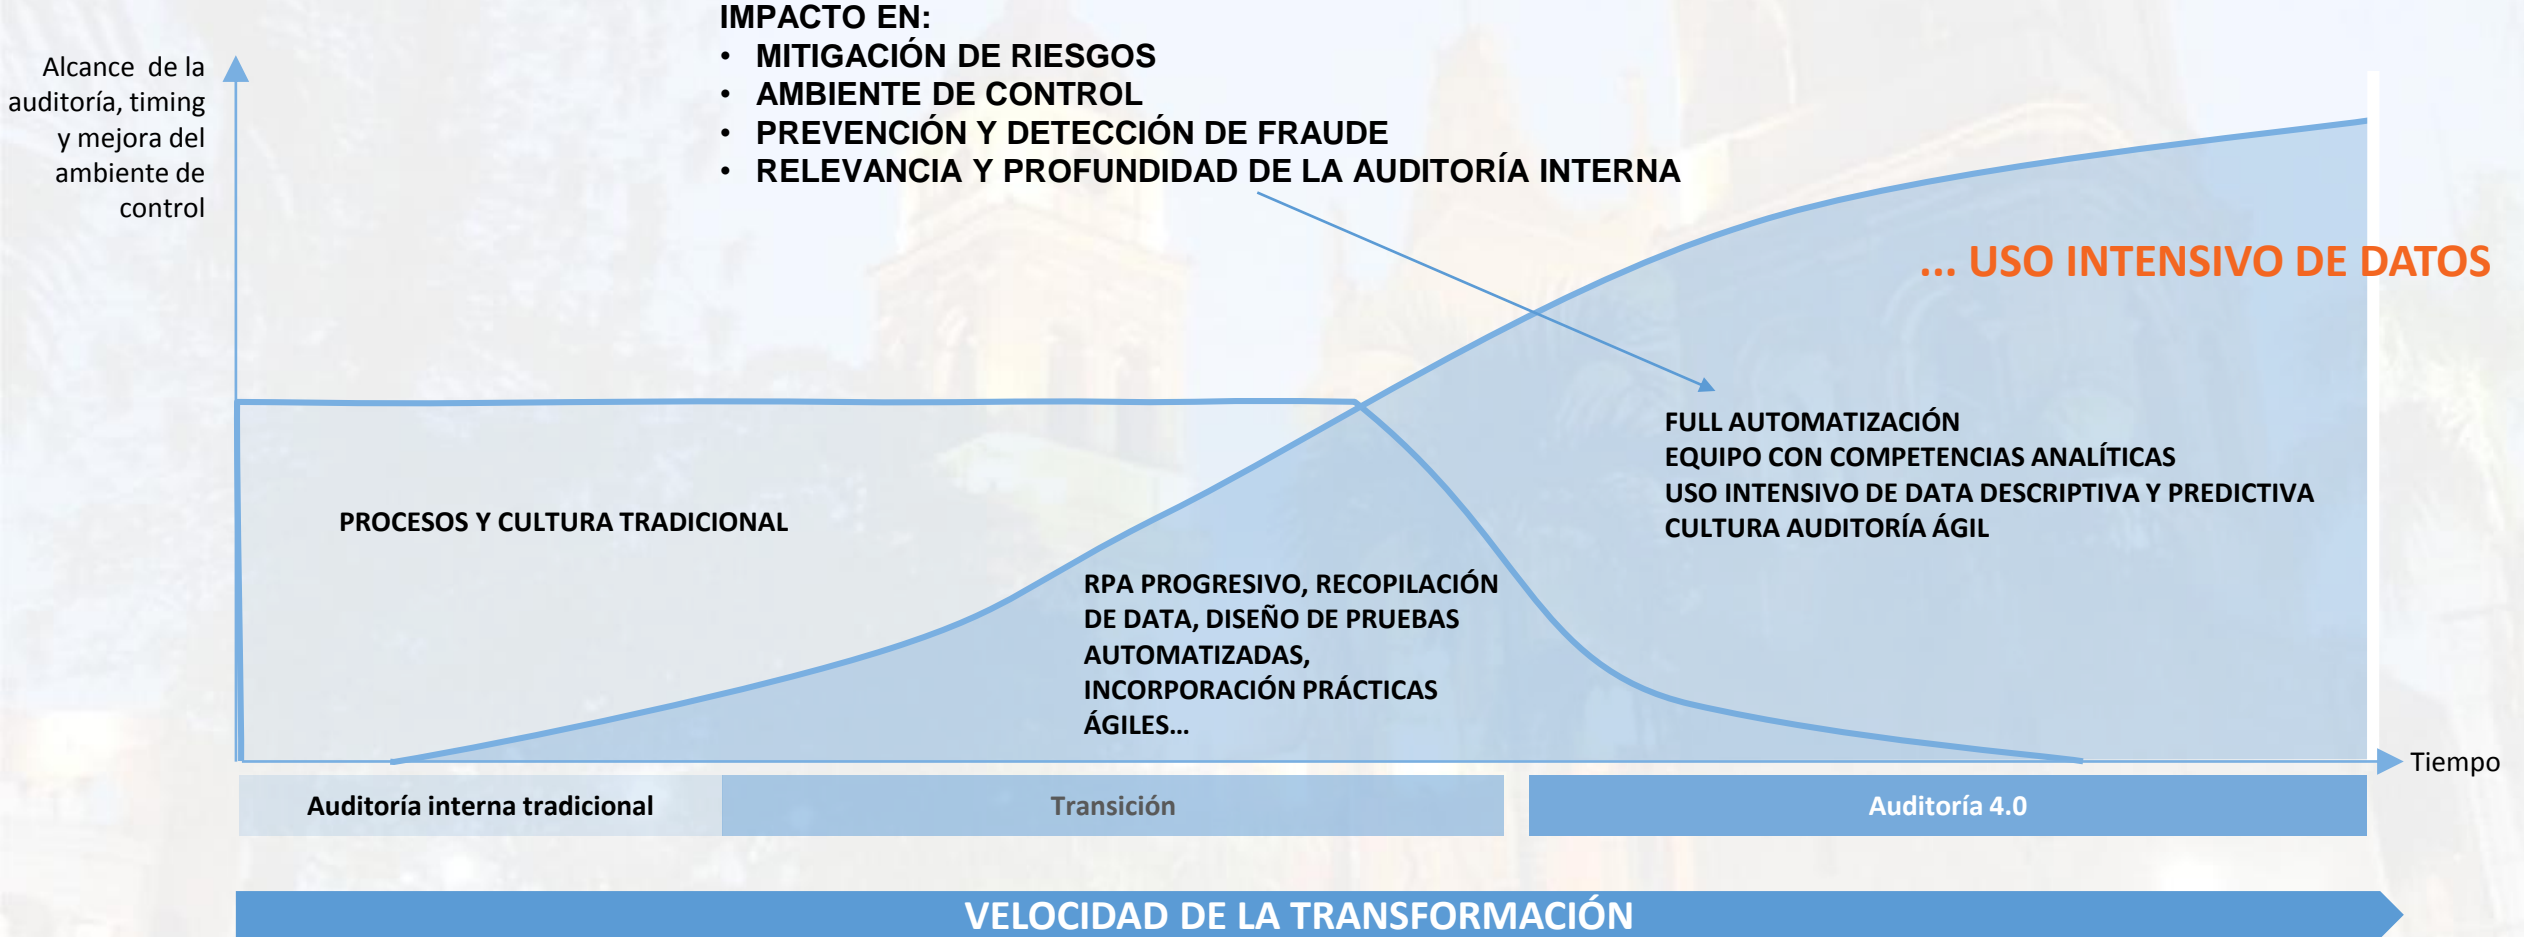 IMPACTO EN:
• MITIGACIÓN DE RIESGOS
• AMBIENTE DE CONTROL
• PREVENCIÓN Y DETECCIÓN DE FRAUDE
• RELEVANCIA Y PROFUNDIDAD DE LA AUDITORÍA INTERNA
Alcance de la
auditoría, timing
y mejora del
ambiente de
control
... USO INTENSIVO DE DATOS
FULL AUTOMATIZACIÓN
EQUIPO CON COMPETENCIAS ANALÍTICAS
USO INTENSIVO DE DATA DESCRIPTIVA Y PREDICTIVA
CULTURA AUDITORÍA ÁGIL
PROCESOS Y CULTURA TRADICIONAL
RPA PROGRESIVO, RECOPILACIÓN
DE DATA, DISEÑO DE PRUEBAS
AUTOMATIZADAS,
INCORPORACIÓN PRÁCTICAS
ÁGILES...
Tiempo
Auditoría interna tradicional
Transición
Auditoría 4.0
VELOCIDAD DE LA TRANSFORMACIÓN